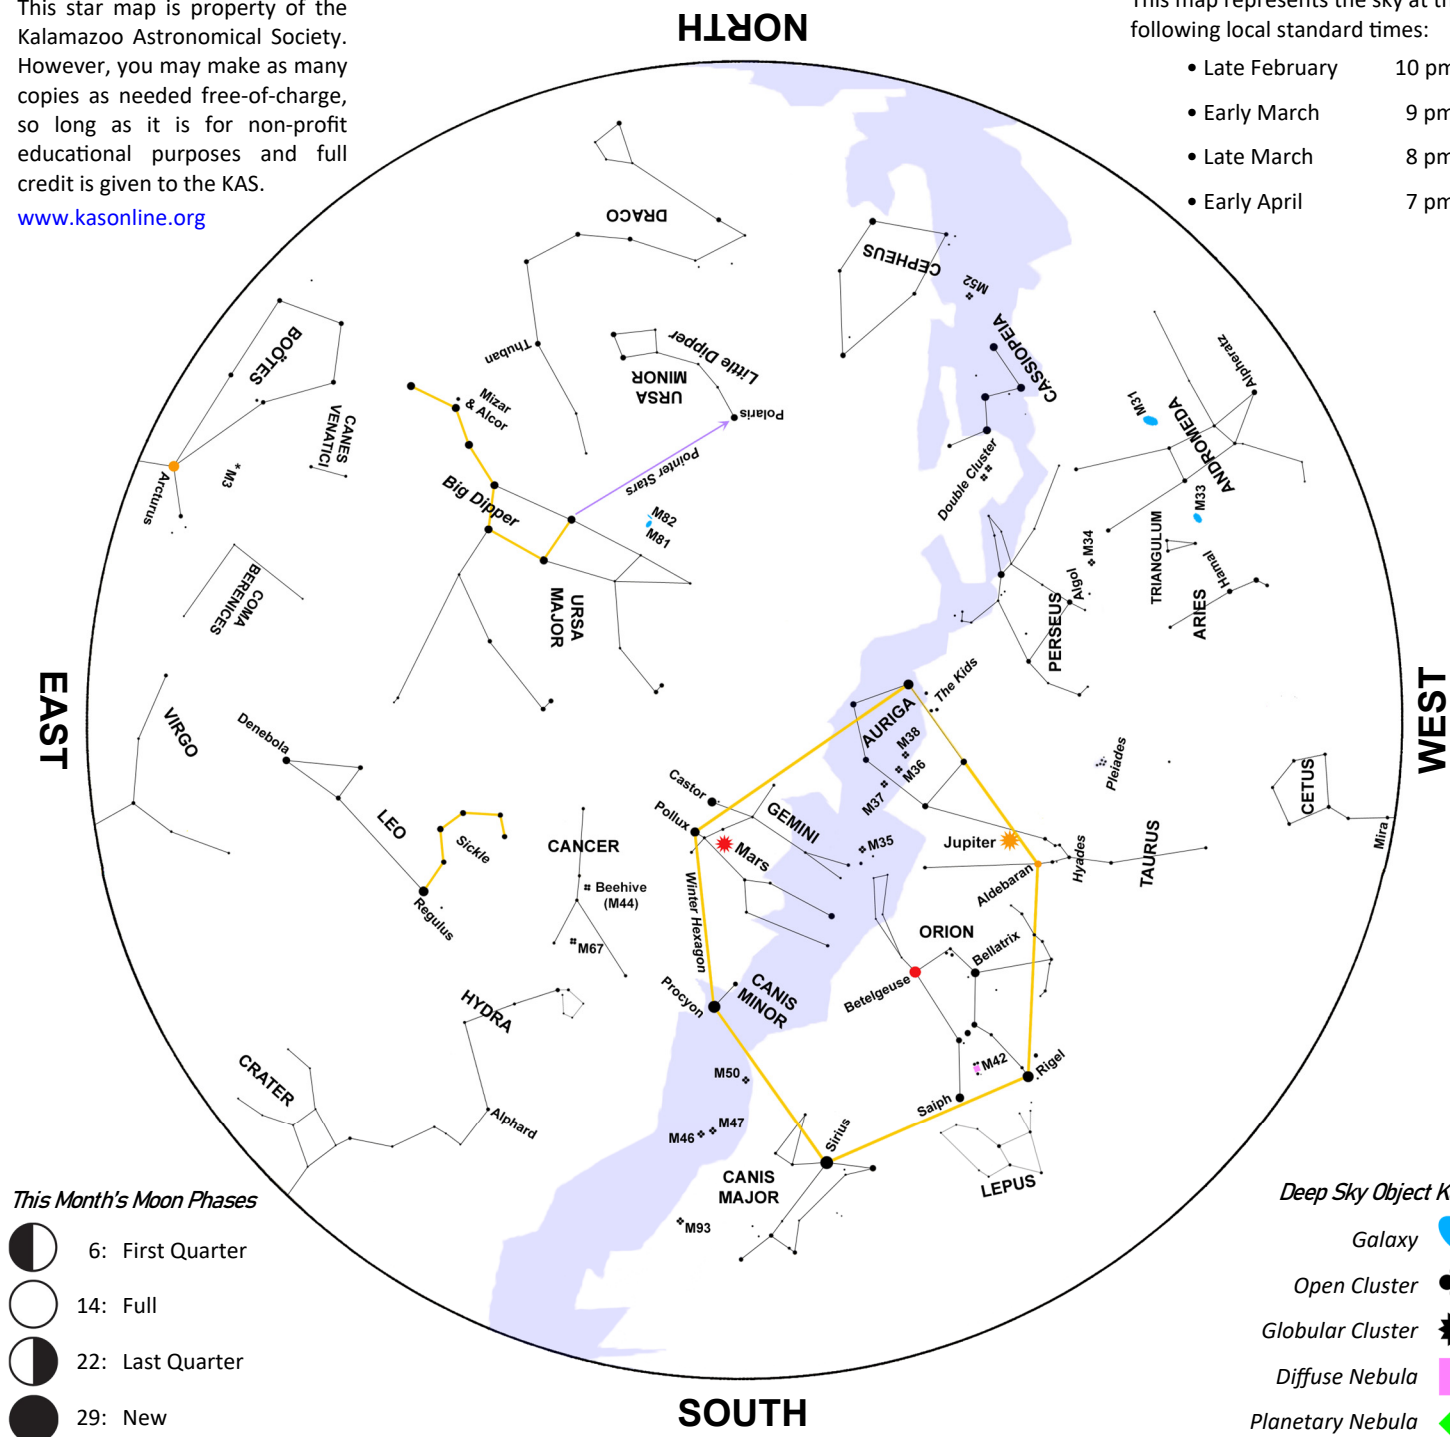 This star map is property of the
Kalamazoo Astronomical Society.
However, you may make as many
copies as needed free-of-charge,
so long as it is for non-profit
educational purposes and full
credit is given to the KAS.
www.kasonline.org
NORTH
This map represents the sky at th
following local standard times:
• Late February 10 pm
• Early March 9 pm
• Late March 8 pm
• Early April 7 pm
DRACO
CEPHEUS
M52
CASSIOPEIA
BOÖTES
Thuban
Little Dipper
URSA
MINOR
Polaris
Alpheratz
M31
ANDROMEDA
Mizar
& Alcor
CANES
VENATICI
M3
Arcturus
Pointer Stars
Double Cluster
Big Dipper
M82
M81
M33
M34
TRIANGULUM
Hamal
ARIES
Algol
PERSEUS
COMA
BERENICES
URSA
MAJOR
EAST
WEST
VIRGO
Denebola
The Kids
AURIGA
M38
M36
M37
Pleiades
CETUS
Mira
Castor
Pollux
GEMINI
Mars
M35
Jupiter
Hyades
TAURUS
Aldebaran
LEO
Sickle
Regulus
CANCER
Beehive
(M44)
M67
Winter Hexagon
ORION
Bellatrix
Betelgeuse
Procyon
CANIS
MINOR
HYDRA
CRATER
Alphard
M50
M42
Rigel
Saiph
M47
M46
Sirius
CANIS
MAJOR
LEPUS
M93
This Month's Moon Phases
6: First Quarter
14: Full
22: Last Quarter
29: New
SOUTH
Deep Sky Object K
Galaxy
Open Cluster
Globular Cluster
Diffuse Nebula
Planetary Nebula